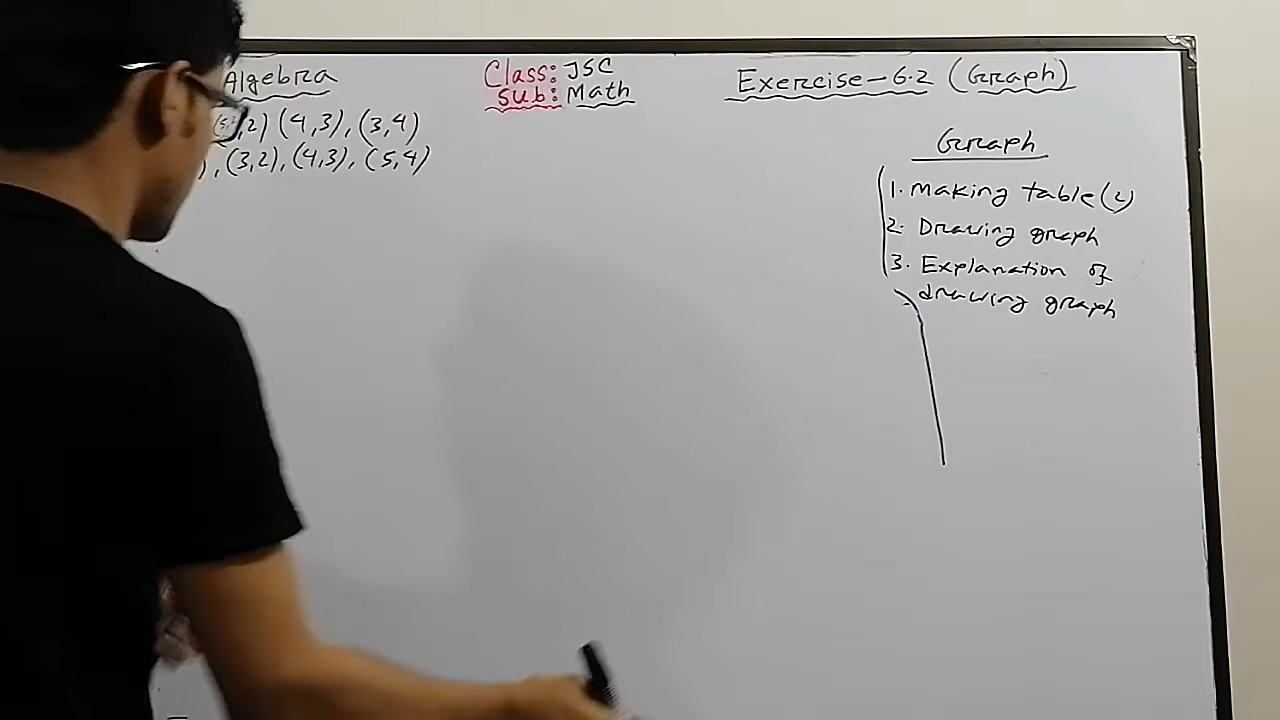 Algebra
Class: JSC
Sub: Math
Exercise-6.2 (Graph)
,2) (4,3), (3,4)
), (3,2), (4,3), (5,4)
Graph
1. Making table(2)
2. Drawing graph
3. Explanation of
drawing graph